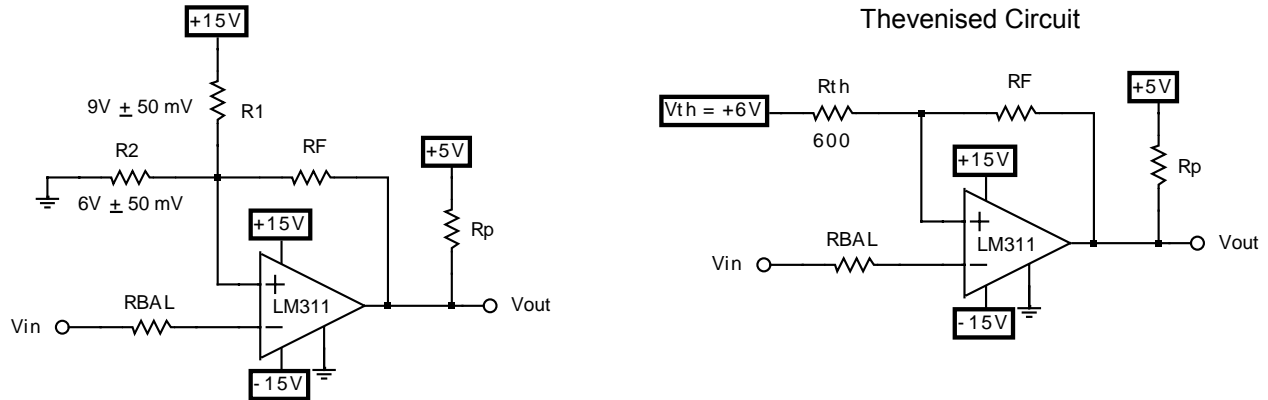 +15V
9V ± 50 mV
R1
R2
RF
+5V
6V ± 50 mV
+15V
Rp
+
LM311
RBAL
Vout
Vin
-15V
Thevenised Circuit
Rth
RF
+5V
Vth = +6V
600
+15V
Rp
+
LM311
RBAL
Vout
Vin
-15V